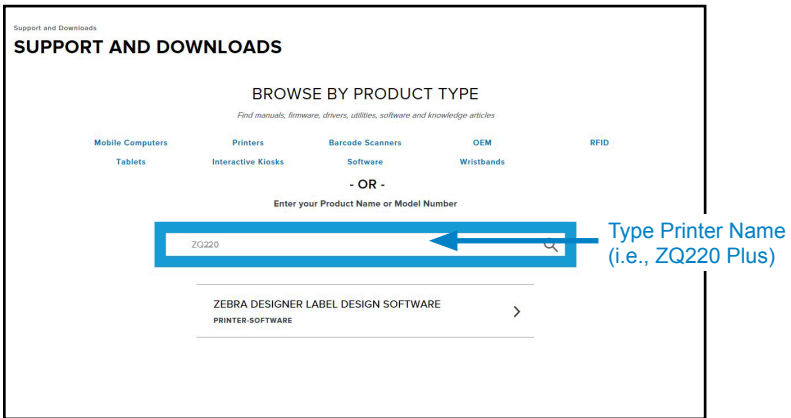 Support and Downloads
SUPPORT AND DOWNLOADS
BROWSE BY PRODUCT TYPE
Find manuals, firmware, drivers, utilities, software and knowledge articles
Mobile Computers Printers Barcode Scanners OEM RFID
Tablets Interactive Kiosks Software Wristbands
- OR -
Enter your Product Name or Model Number
ZQ220
Type Printer Name
(i.e., ZQ220 Plus)
ZEBRA DESIGNER LABEL DESIGN SOFTWARE
PRINTER-SOFTWARE